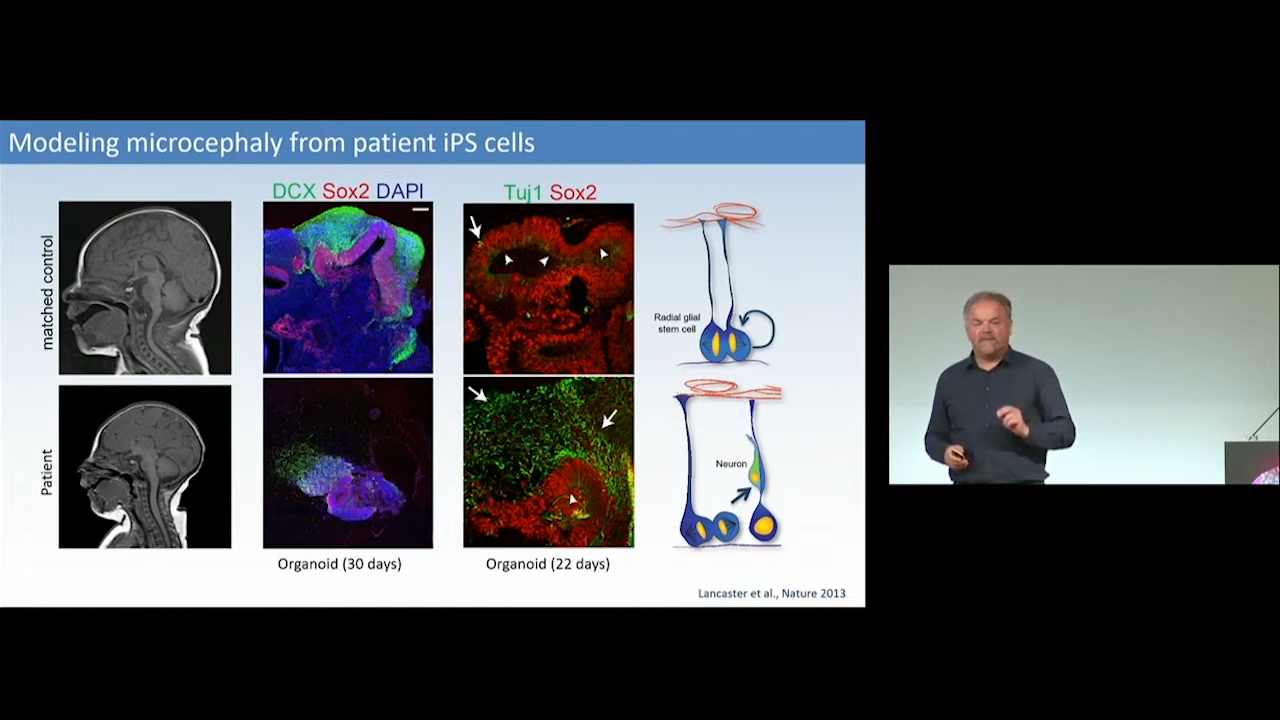 Modeling microcephaly from patient iPS cells
DCX Sox2 DAPI
Tuj1 Sox2
matched control
Radial glial
stem cell
Patient
Neuron
Organoid (30 days)
Organoid (22 days)
Lancaster et al., Nature 2013